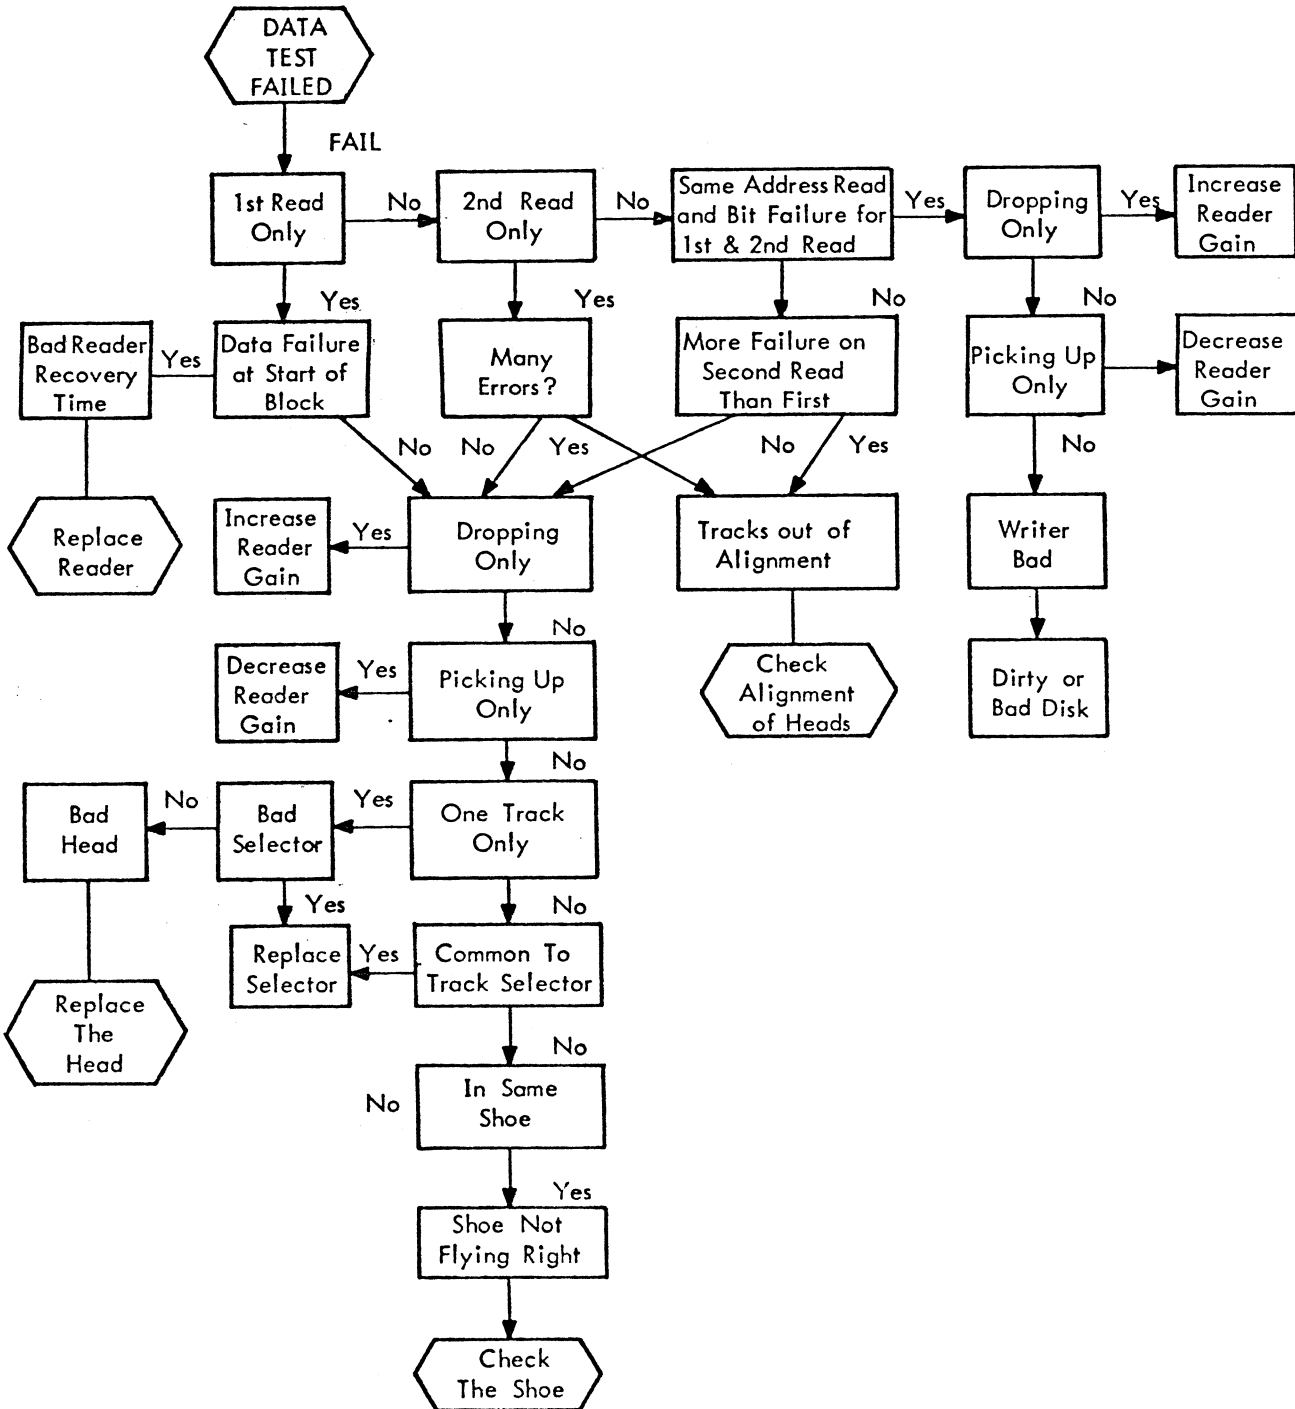 DATA
TEST
FAILED
FAIL
1st Read
Only
No
2nd Read
Only
No
Same Address Read
and Bit Failure for
1st & 2nd Read
Yes
Dropping
Only
Yes
Increase
Reader
Gain
Yes
Yes
No
No
Bad Reader
Recovery
Time
Yes
Data Failure
at Start of
Block
Many
Errors?
More Failure on
Second Read
Than First
Picking Up
Only
Decrease
Reader
Gain
No
No
Yes
No
Yes
No
Replace
Reader
Increase
Reader
Gain
Yes
Dropping
Only
Tracks out of
Alignment
Writer
Bad
No
Decrease
Reader
Gain
Yes
Picking Up
Only
Check
Alignment
of Heads
Dirty or
Bad Disk
No
Bad
Head
No
Bad
Selector
Yes
One Track
Only
Yes
No
Replace
Selector
Yes
Common To
Track Selector
Replace
The
Head
No
No
In Same
Shoe
Yes
Shoe Not
Flying Right
Check
The Shoe